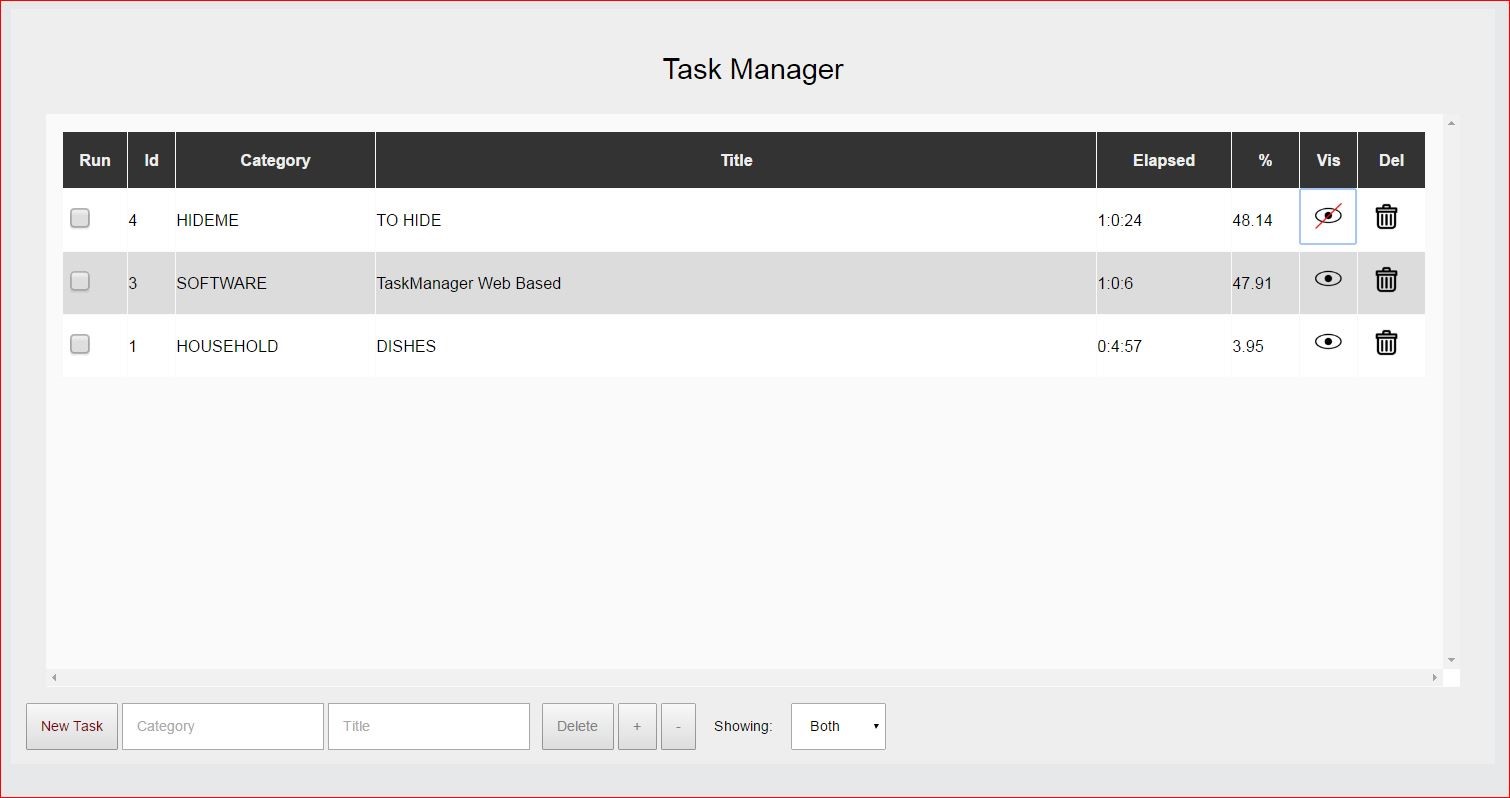 Task Manager
Run Id Category Title Elapsed % Vis Del
4 HIDEME TO HIDE 1:0:24 48.14
3 SOFTWARE TaskManager Web Based 1:0:6 47.91
1 HOUSEHOLD DISHES 0:4:57 3.95
New Task Category Title Delete + - Showing: Both